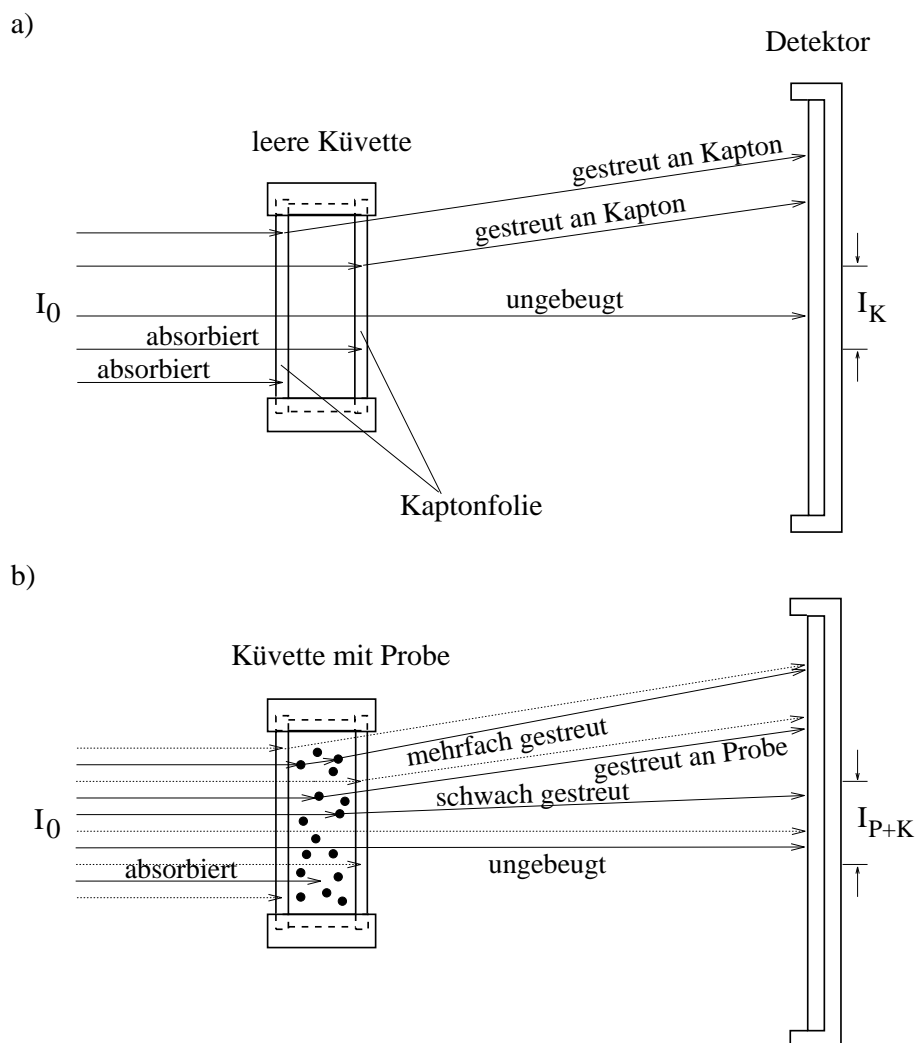 a)
Detektor
leere Küvette
gestreut an Kapton
gestreut an Kapton
I0
ungebeugt
IK
absorbiert
absorbiert
Kaptonfolie
b)
Küvette mit Probe
mehrfach gestreut
gestreut an Probe
schwach gestreut
I0
IP+K
absorbiert
ungebeugt